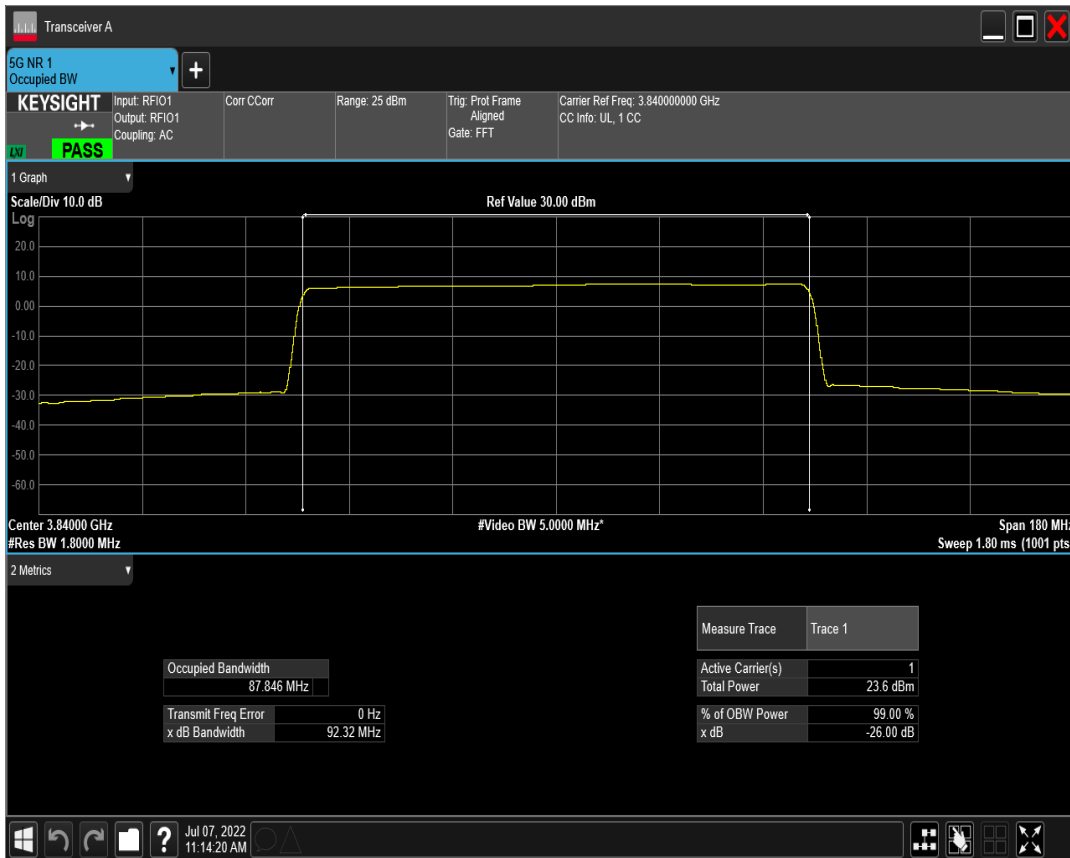 Transceiver A
5G NR 1
Occupied BW
KEYSIGHT
LXI
PASS
Input: RFIO1
Output: RFIO1
Coupling: AC
Corr CCorr
Range: 25 dBm
Trig: Prot Frame
Aligned
Gate: FFT
Carrier Ref Freq: 3.840000000 GHz
CC Info: UL, 1 CC
1 Graph
Scale/Div 10.0 dB
Ref Value 30.00 dBm
Log
20.0
10.0
0.00
-10.0
-20.0
-30.0
-40.0
-50.0
-60.0
Center 3.84000 GHz
#Video BW 5.0000 MHz*
Span 180 MHz
#Res BW 1.8000 MHz
Sweep 1.80 ms (1001 pts
2 Metrics
Measure Trace Trace 1
Occupied Bandwidth
87.846 MHz
Active Carrier(s) 1
Total Power 23.6 dBm
Transmit Freq Error 0 Hz
x dB Bandwidth 92.32 MHz
% of OBW Power 99.00 %
x dB -26.00 dB
?
Jul 07, 2022
11:14:20 AM